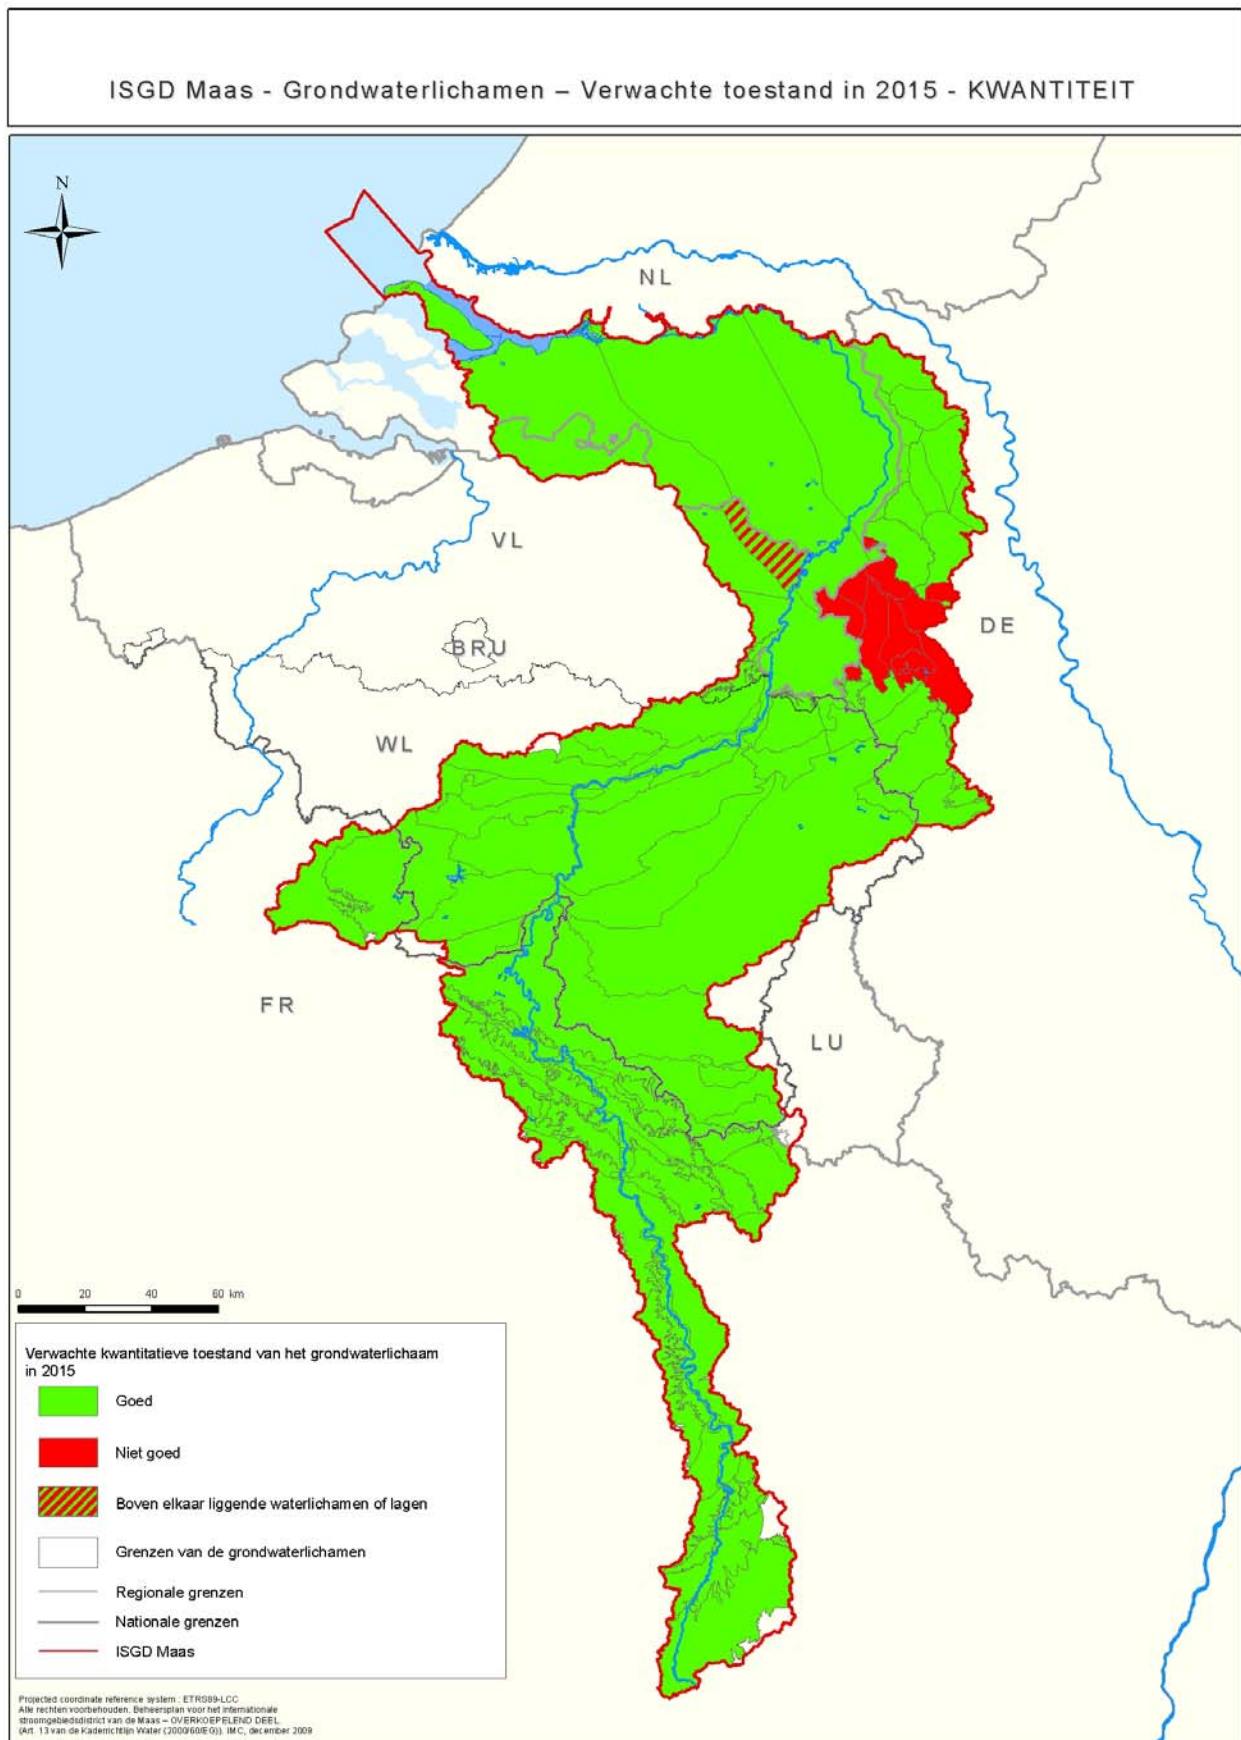 ISGD Maas - Grondwaterlichamen – Verwachte toestand in 2015 - KWANTITEIT
N
NL
VL
DE
BRU
WL
FR
LU
0 20 40 60 km
Verwachte kwantitatieve toestand van het grondwaterlichaam
in 2015
Goed
Niet goed
Boven elkaar liggende waterlichamen of lagen
Grenzen van de grondwaterlichamen
Regionale grenzen
Nationale grenzen
ISGD Maas
Projected coordinate reference system : ETRS89-LCC
Alle rechten voorbehouden. Beheersplan voor het internationale
stroomgebiedsdistrict van de Maas – OVERKOEPELEND DEEL
(Art. 13 van de Kaderrichtlijn Water (2000/60/EG)). IMC, december 2009